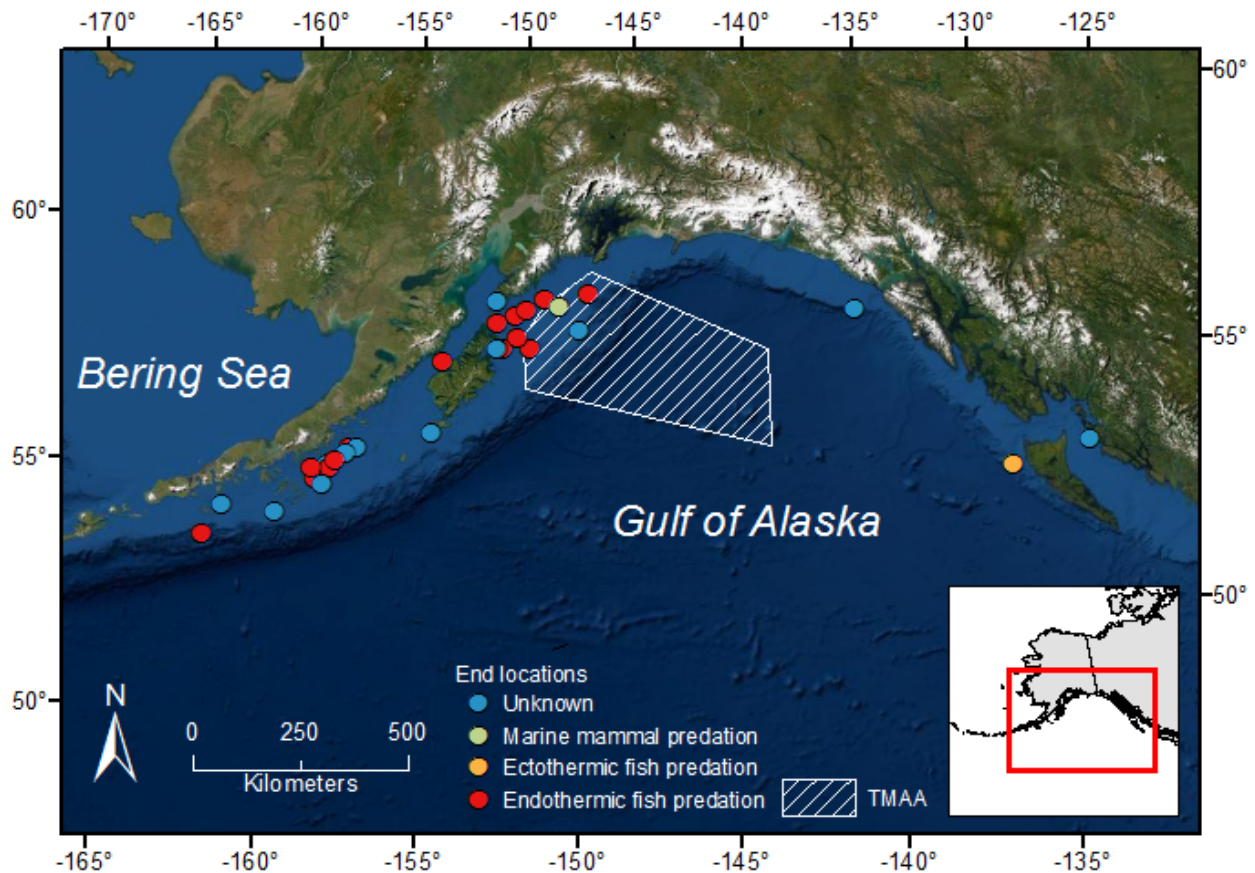 -170° -165° -160° -155° -150° -145° -140° -135° -130° -125°
60°
60°
55°
Bering Sea
55°
Gulf of Alaska
50°
End locations
N
50°
Unknown
0 250 500
Marine mammal predation
Ectothermic fish predation
Kilometers
Endothermic fish predation
TMAA
-165° -160° -155° -150° -145° -140° -135°